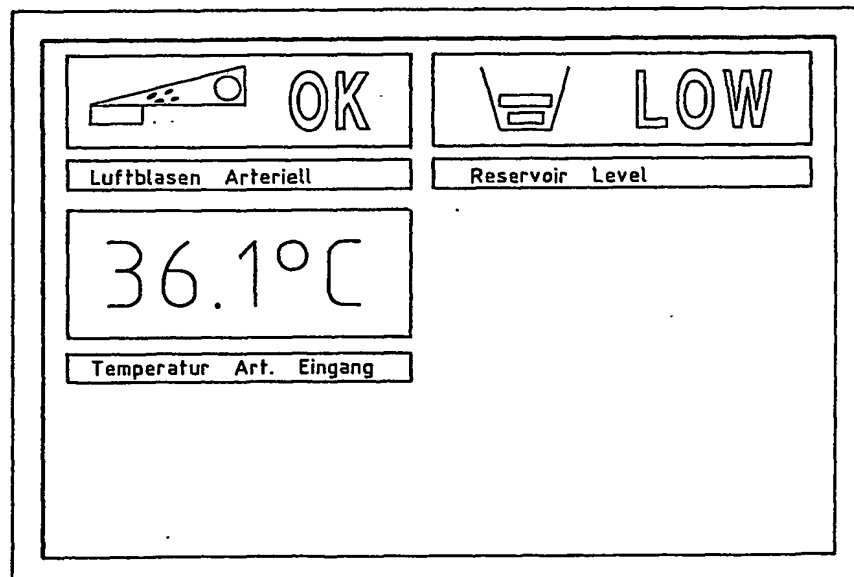 OK
LOW
Luftblasen Arteriell
Reservoir Level
36.1°C
Temperatur Art. Eingang